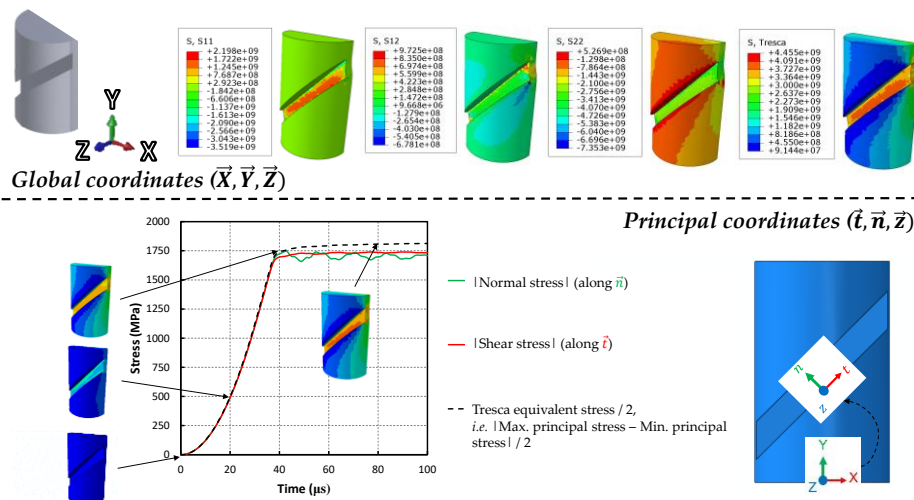 S, S11
+2.198e+09
+1.722e+09
+1.245e+09
+7.687e+08
+2.923e+08
-1.842e+08
-6.608e+08
-1.137e+09
-1.613e+09
-2.090e+09
-2.566e+09
-3.043e+09
-3.519e+09
S, S12
+9.725e+08
+8.350e+08
+6.974e+08
+5.599e+08
+4.223e+08
+2.848e+08
+1.472e+08
+9.668e+06
-1.279e+08
-2.654e+08
-4.030e+08
-5.405e+08
-6.781e+08
S, S22
+5.269e+08
-1.298e+08
-7.864e+08
-1.443e+09
-2.100e+09
-2.756e+09
-3.413e+09
-4.070e+09
-4.726e+09
-5.383e+09
-6.040e+09
-6.696e+09
-7.353e+09
S, Tresca
+4.455e+09
+4.091e+09
+3.727e+09
+3.364e+09
+3.000e+09
+2.637e+09
+2.273e+09
+1.909e+09
+1.546e+09
+1.182e+09
+8.186e+08
+4.550e+08
+9.144e+07
Y
Z X
Global coordinates (X⃗, Y⃗, Z⃗)
Principal coordinates (t⃗, n⃗, z⃗)
Stress (MPa)
2000
1750
1500
1250
1000
750
500
250
0
0 20 40 60 80 100
Time (µs)
|Normal stress| (along n⃗)
|Shear stress| (along t⃗)
Tresca equivalent stress / 2,
i.e. |Max. principal stress – Min. principal
stress| / 2
n t
z
Y
Z X